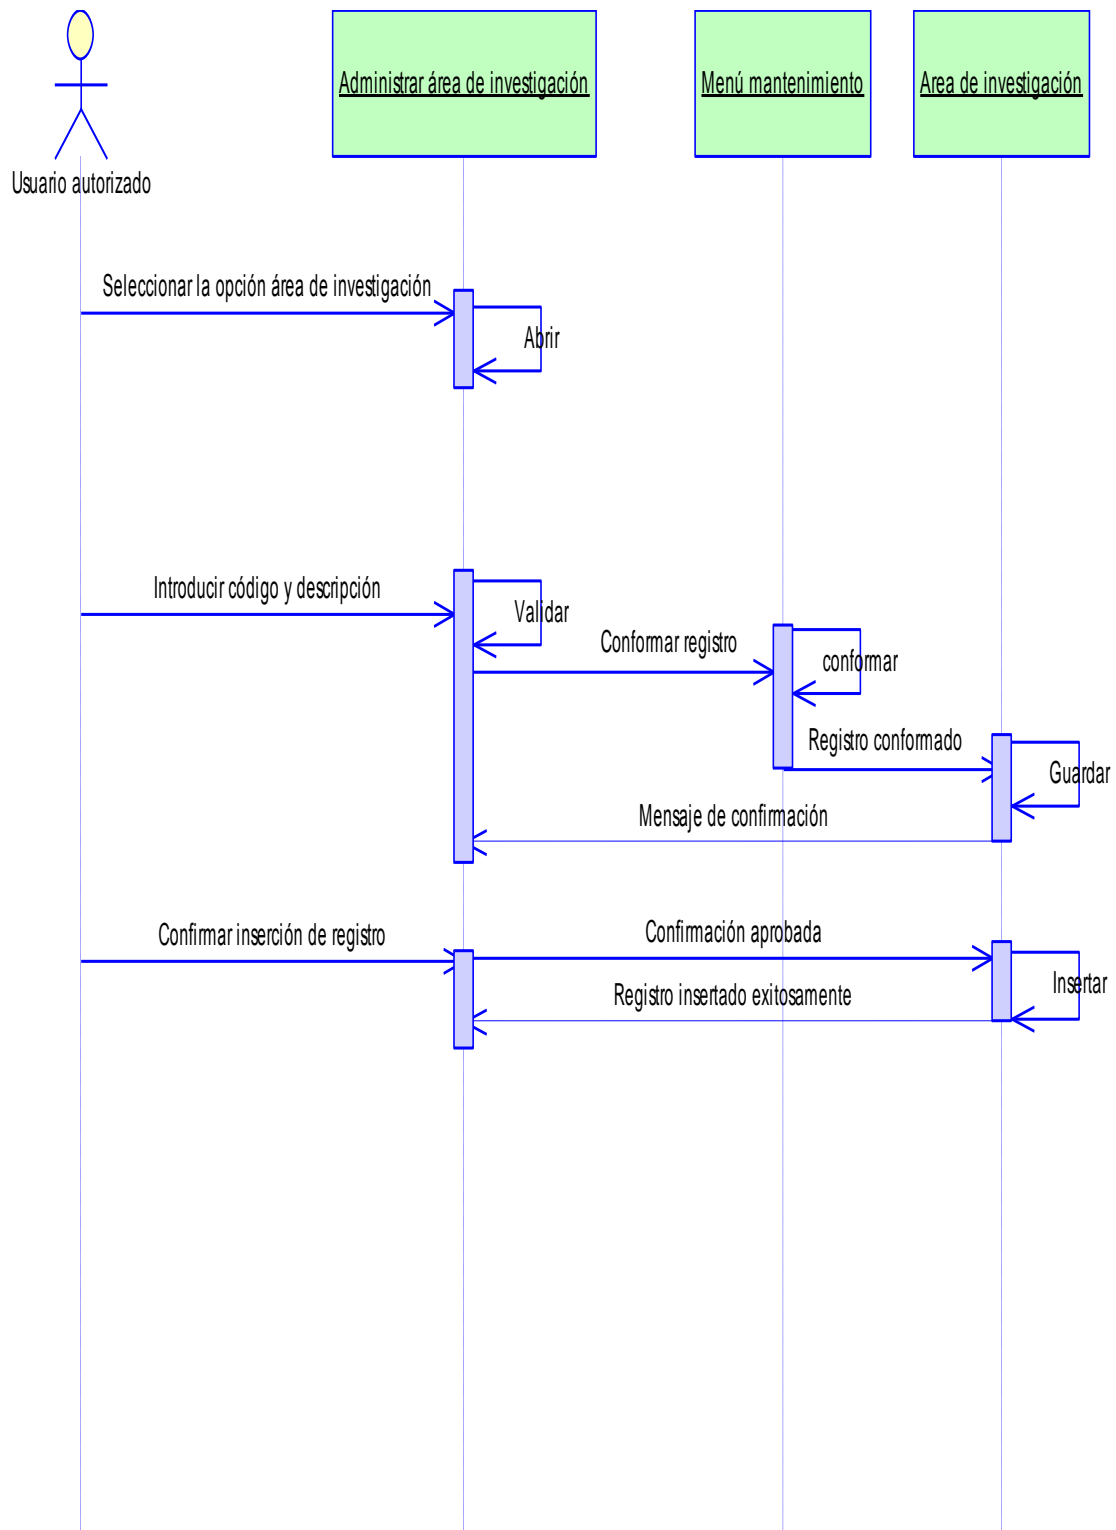 Administrar área de investigación
Menú mantenimiento
Area de investigación
Usuario autorizado
Seleccionar la opción área de investigación
Abrir
Introducir código y descripción
Validar
Conformar registro
conformar
Registro conformado
Guardar
Mensaje de confirmación
Confirmar inserción de registro
Confirmación aprobada
Insertar
Registro insertado exitosamente